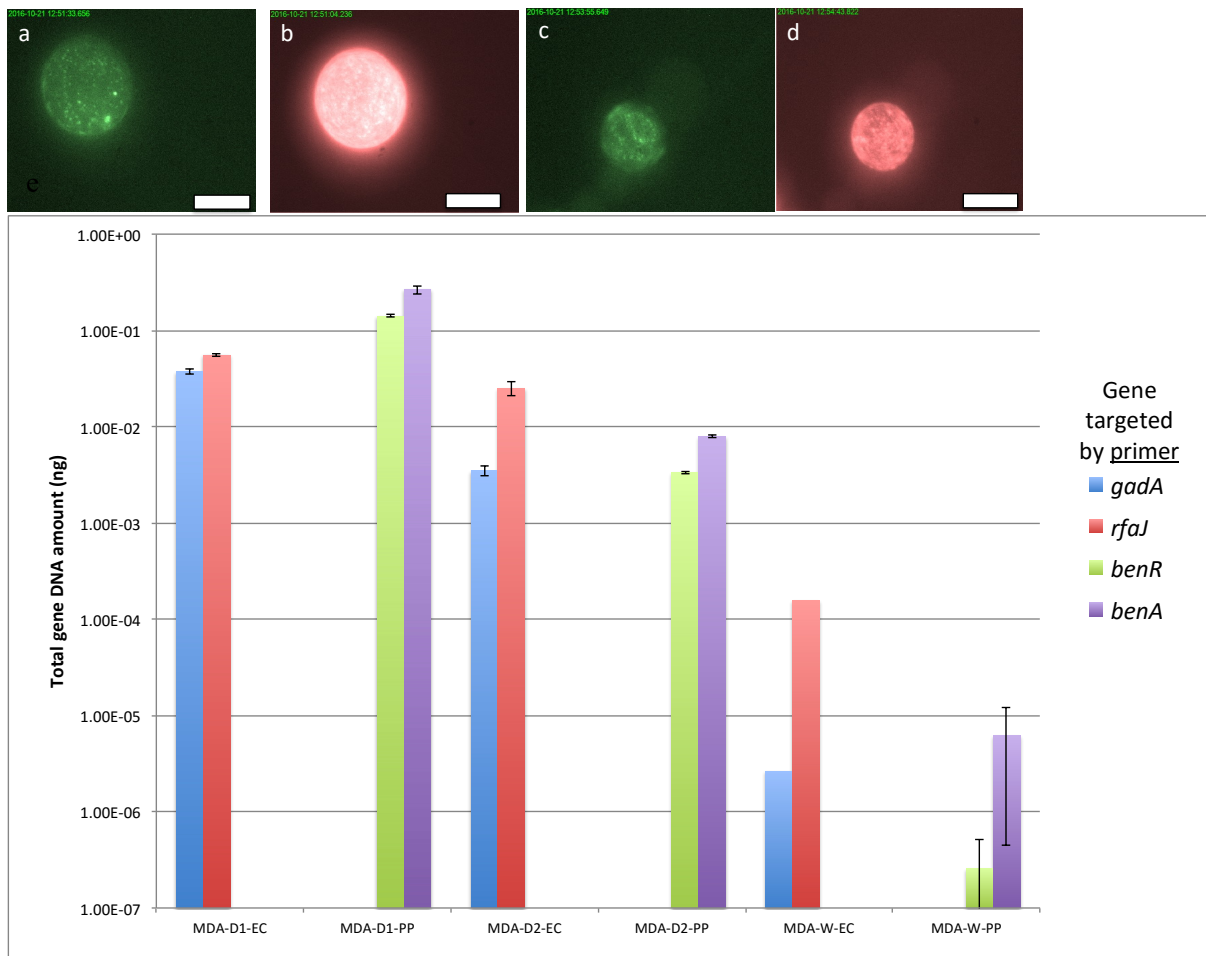 2016-10-21 12:51:33.656
a
2016-10-21 12:51:04.236
b
2016-10-21 12:53:55.649
c
2016-10-21 12:54:43.822
d
e
1.00E+00
1.00E-01
1.00E-02
1.00E-03
1.00E-04
1.00E-05
1.00E-06
1.00E-07
Total gene DNA amount (ng)
MDA-D1-EC
MDA-D1-PP
MDA-D2-EC
MDA-D2-PP
MDA-W-EC
MDA-W-PP
Gene
targeted
by primer
gadA
rfaJ
benR
benA